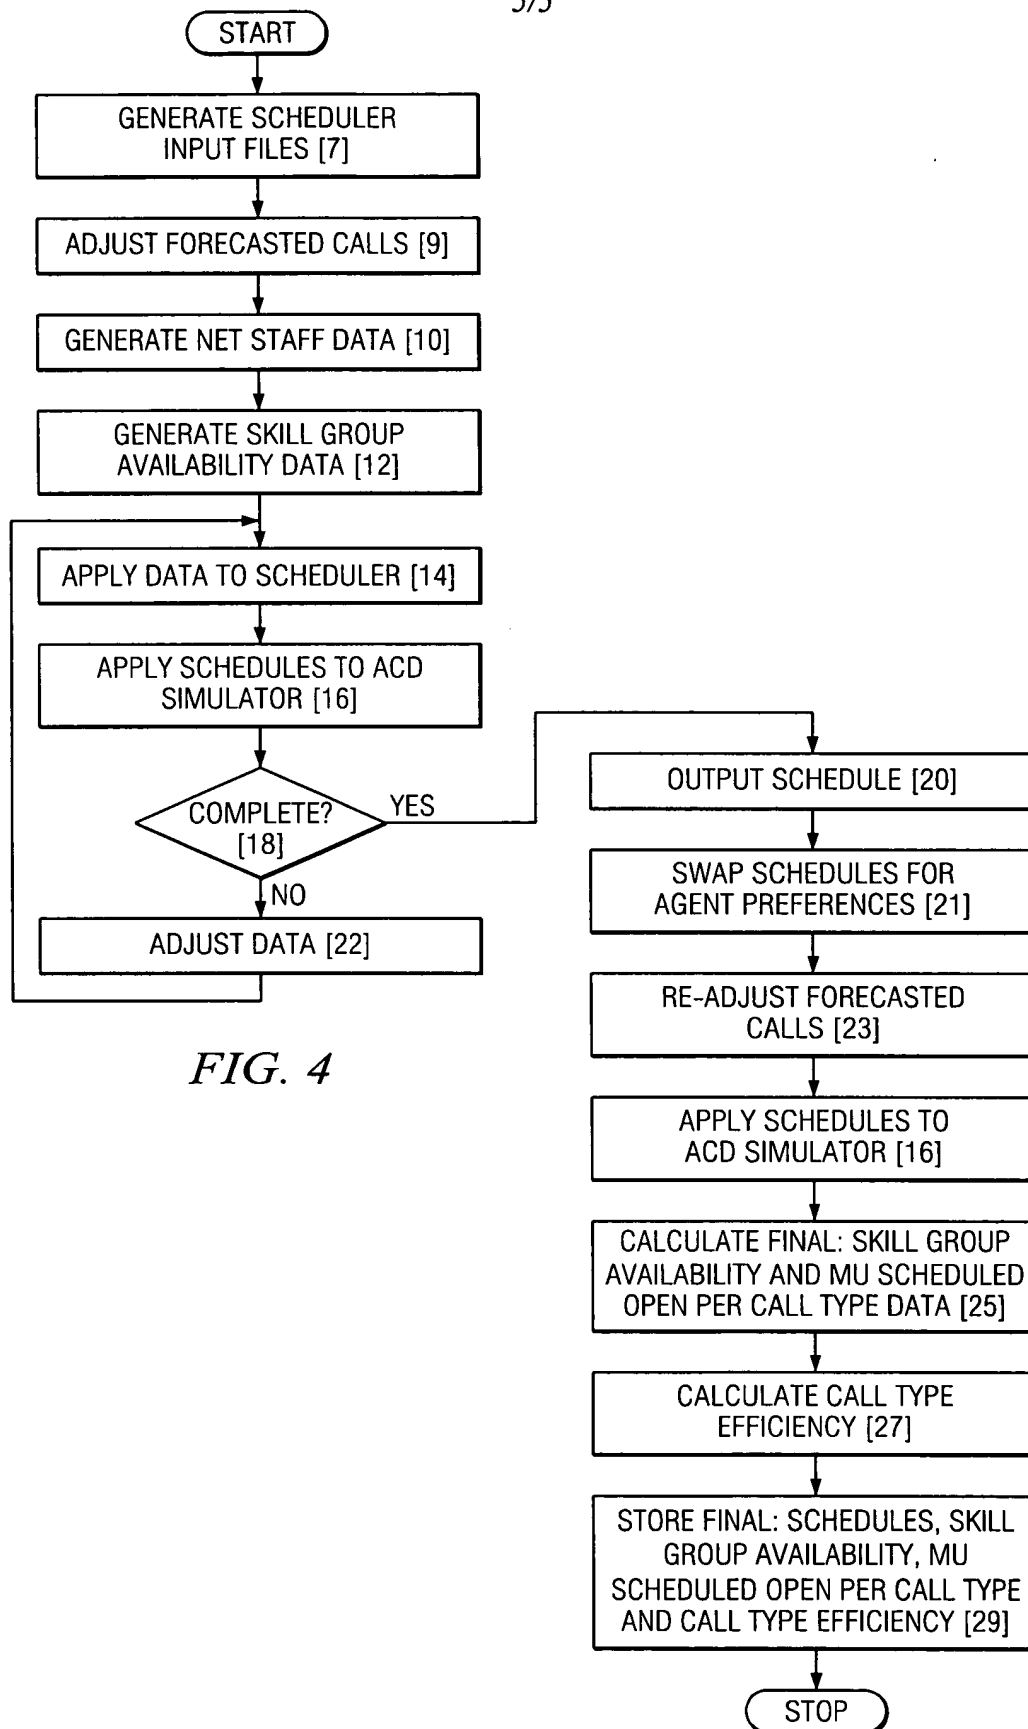 START
GENERATE SCHEDULER
INPUT FILES [7]
ADJUST FORECASTED CALLS [9]
GENERATE NET STAFF DATA [10]
GENERATE SKILL GROUP
AVAILABILITY DATA [12]
APPLY DATA TO SCHEDULER [14]
APPLY SCHEDULES TO ACD
SIMULATOR [16]
COMPLETE?
[18]
YES
NO
ADJUST DATA [22]
FIG. 4
OUTPUT SCHEDULE [20]
SWAP SCHEDULES FOR
AGENT PREFERENCES [21]
RE-ADJUST FORECASTED
CALLS [23]
APPLY SCHEDULES TO
ACD SIMULATOR [16]
CALCULATE FINAL: SKILL GROUP
AVAILABILITY AND MU SCHEDULED
OPEN PER CALL TYPE DATA [25]
CALCULATE CALL TYPE
EFFICIENCY [27]
STORE FINAL: SCHEDULES, SKILL
GROUP AVAILABILITY, MU
SCHEDULED OPEN PER CALL TYPE
AND CALL TYPE EFFICIENCY [29]
STOP